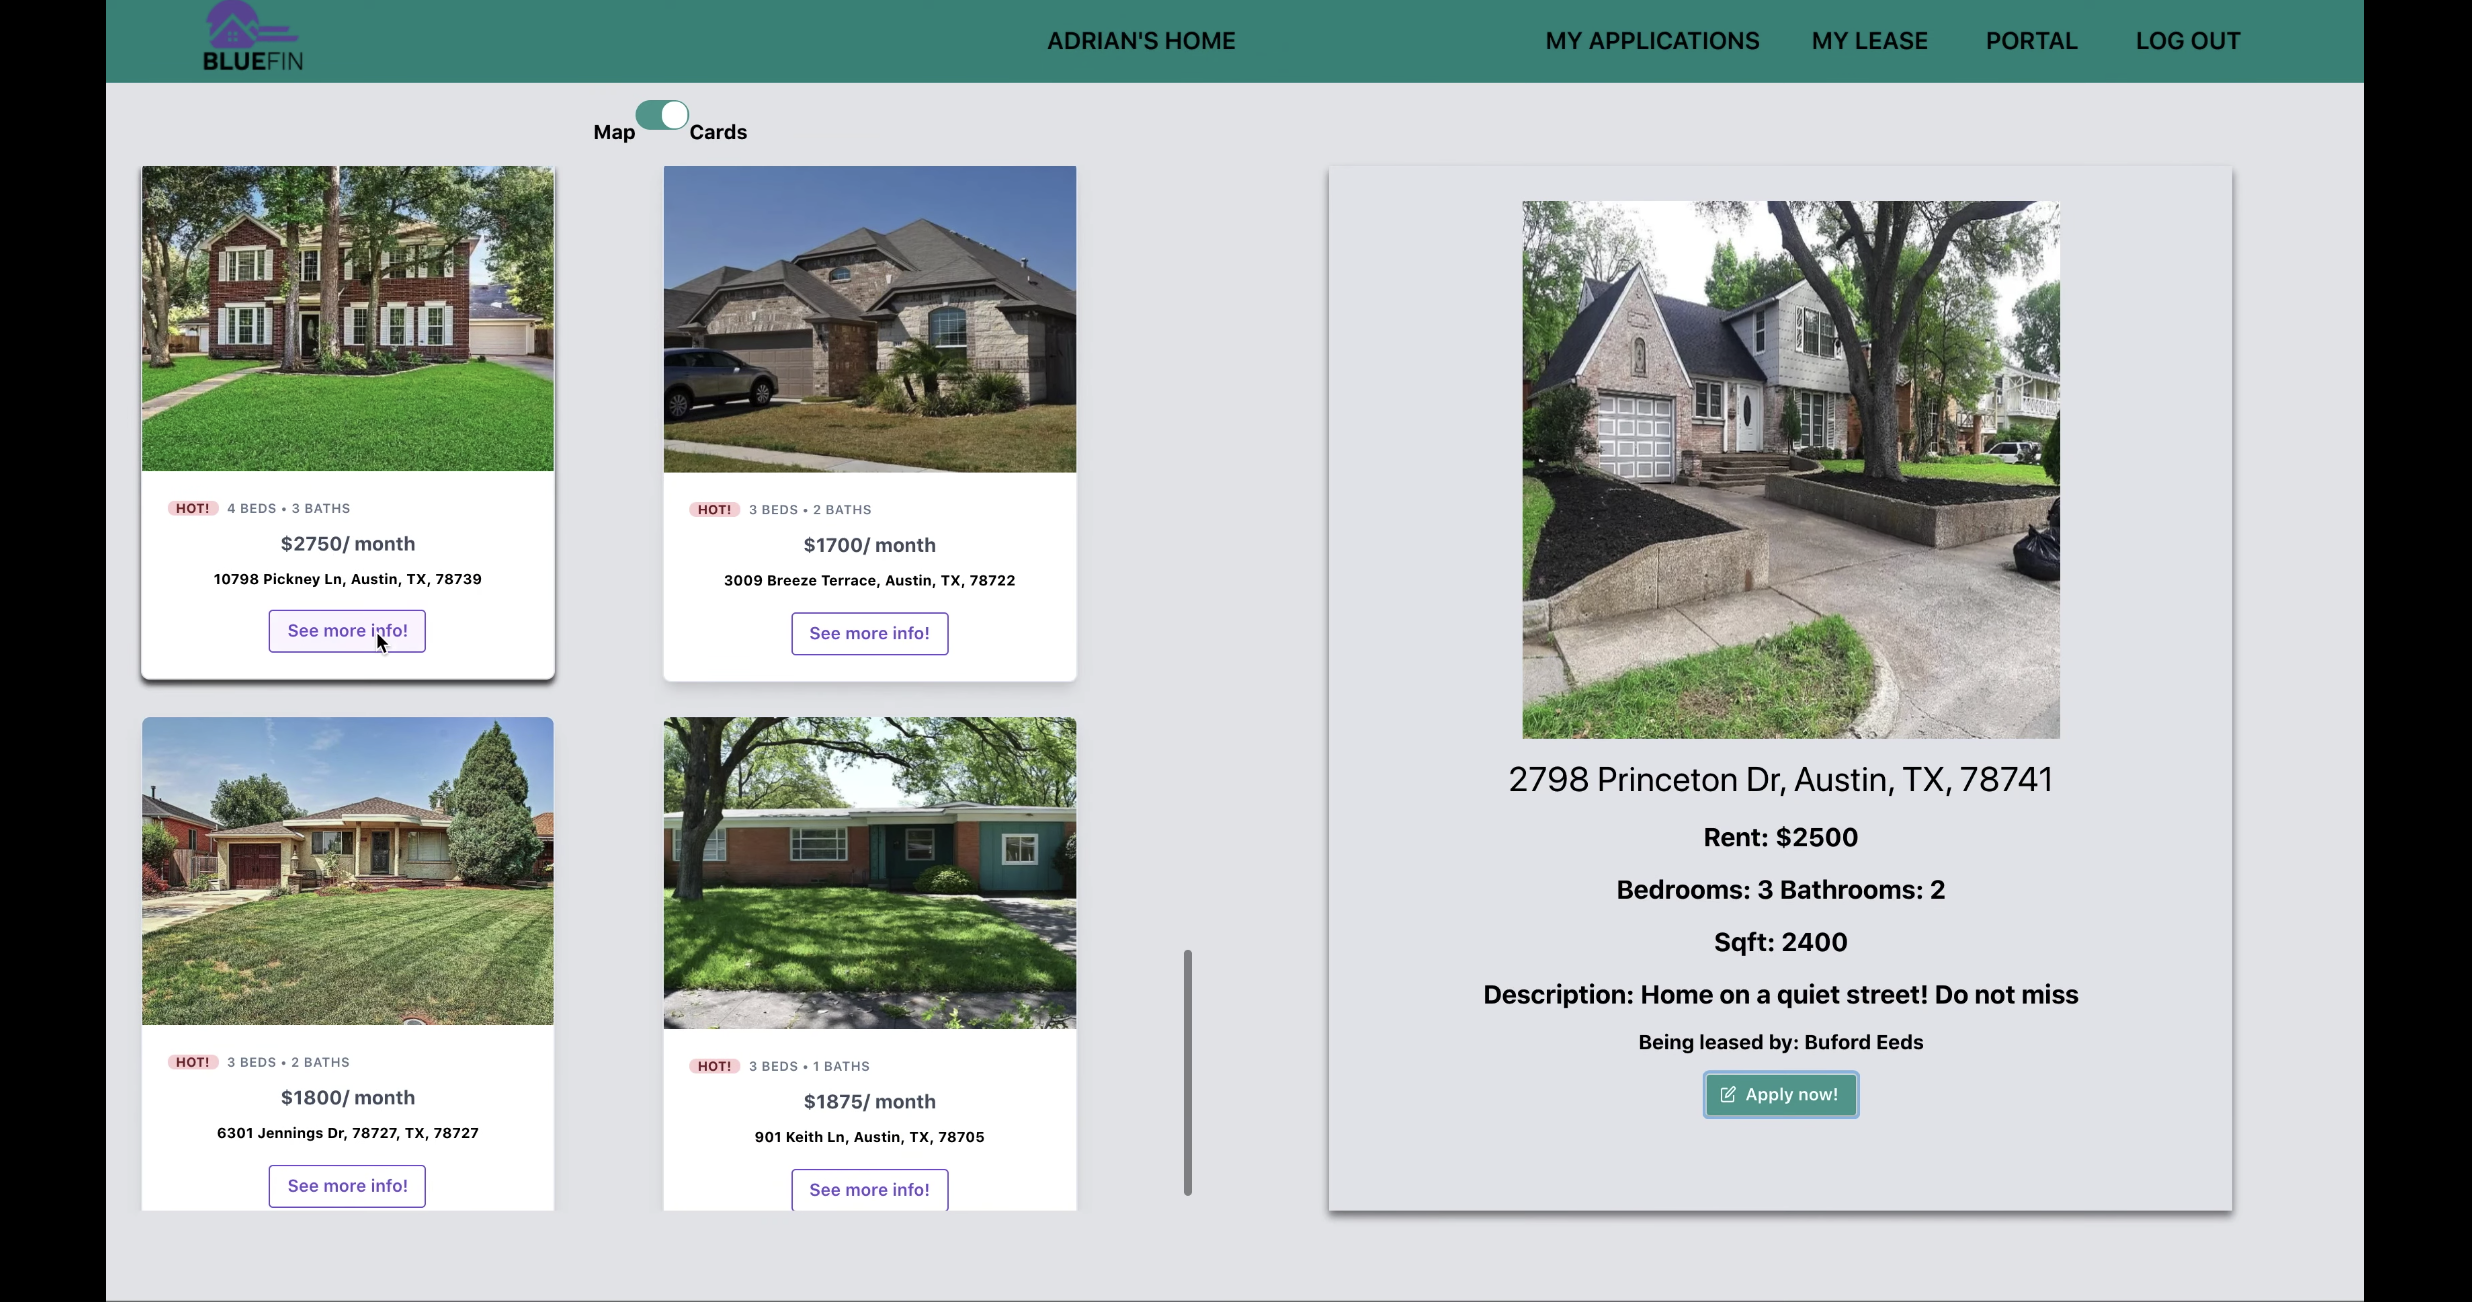 BLUEFIN
ADRIAN'S HOME
MY APPLICATIONS
MY LEASE
PORTAL
LOG OUT
Map
Cards
HOT! 4 BEDS • 3 BATHS
$2750/ month
10798 Pickney Ln, Austin, TX, 78739
See more info!
HOT! 3 BEDS • 2 BATHS
$1700/ month
3009 Breeze Terrace, Austin, TX, 78722
See more info!
HOT! 3 BEDS • 2 BATHS
$1800/ month
6301 Jennings Dr, 78727, TX, 78727
See more info!
HOT! 3 BEDS • 1 BATHS
$1875/ month
901 Keith Ln, Austin, TX, 78705
See more info!
2798 Princeton Dr, Austin, TX, 78741
Rent: $2500
Bedrooms: 3 Bathrooms: 2
Sqft: 2400
Description: Home on a quiet street! Do not miss
Being leased by: Buford Eeds
Apply now!